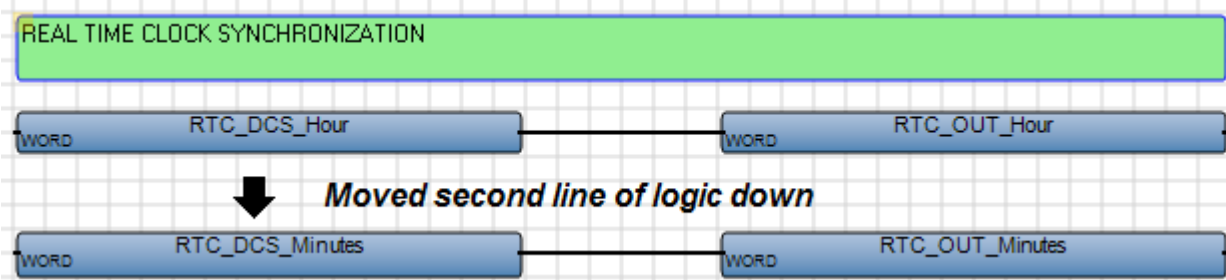 REAL TIME CLOCK SYNCHRONIZATION
RTC_DCS_Hour RTC_OUT_Hour
WORD WORD
Moved second line of logic down
RTC_DCS_Minutes RTC_OUT_Minutes
WORD WORD